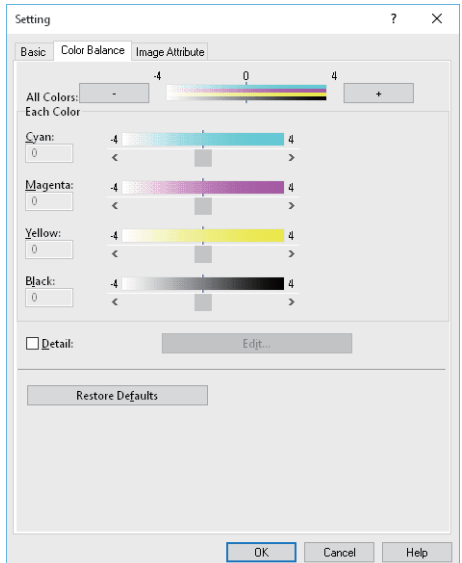 Setting ? ×
Basic Color Balance Image Attribute
-4 0 4
All Colors: - +
Each Color
Cyan: -4 4
0 < >
Magenta: -4 4
0 < >
Yellow: -4 4
0 < >
Black: -4 4
0 < >
Detail: Edit...
Restore Defaults
OK Cancel Help